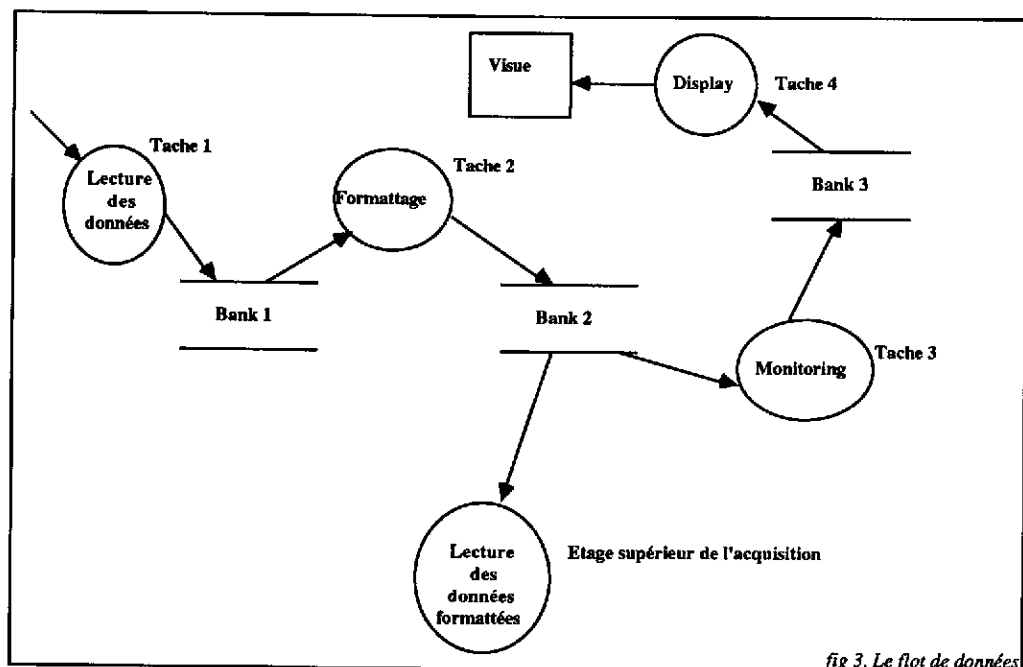 Visue
Display
Tache 4
Tache 1
Lecture
des
données
Tache 2
Formattage
Bank 3
Bank 1
Bank 2
Tache 3
Monitoring
Lecture
des
données
formattées
Etage supérieur de l'acquisition
fig 3. Le flot de données